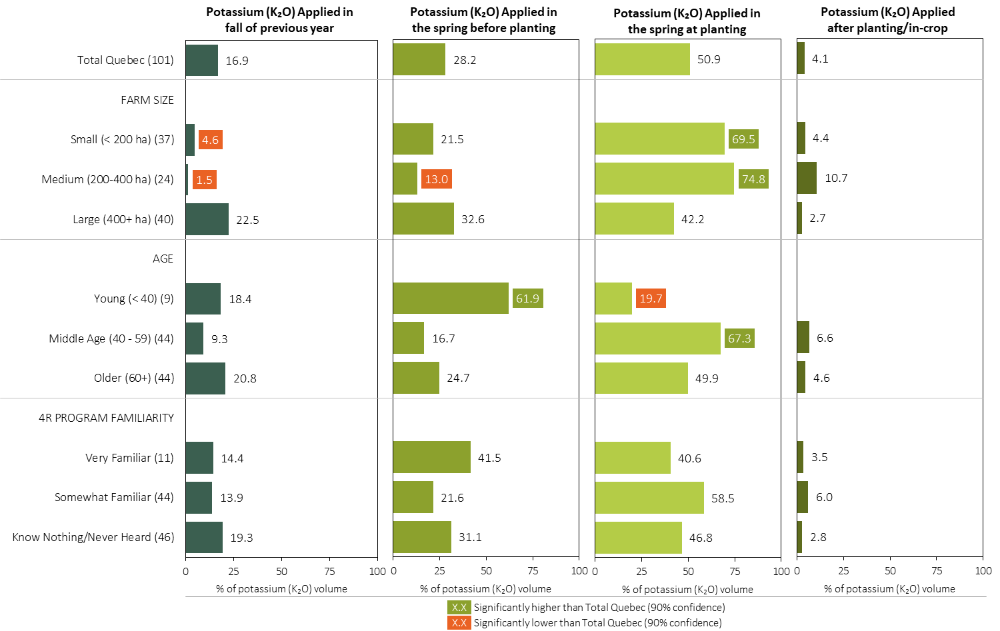 Potassium (K₂O) Applied in
fall of previous year
Potassium (K₂O) Applied in
the spring before planting
Potassium (K₂O) Applied in
the spring at planting
Potassium (K₂O) Applied
after planting/in-crop
Total Quebec (101) 16.9 28.2 50.9 4.1
FARM SIZE
Small (< 200 ha) (37) 4.6 21.5 69.5 4.4
Medium (200-400 ha) (24) 1.5 13.0 74.8 10.7
Large (400+ ha) (40) 22.5 32.6 42.2 2.7
AGE
Young (< 40) (9) 18.4 61.9 19.7
Middle Age (40 - 59) (44) 9.3 16.7 67.3 6.6
Older (60+) (44) 20.8 24.7 49.9 4.6
4R PROGRAM FAMILIARITY
Very Familiar (11) 14.4 41.5 40.6 3.5
Somewhat Familiar (44) 13.9 21.6 58.5 6.0
Know Nothing/Never Heard (46) 19.3 31.1 46.8 2.8
0 25 50 75 100 0 25 50 75 100 0 25 50 75 100 0 25 50 75 100
% of potassium (K₂O) volume % of potassium (K₂O) volume % of potassium (K₂O) volume % of potassium (K₂O) volume
X.X Significantly higher than Total Quebec (90% confidence)
X.X Significantly lower than Total Quebec (90% confidence)